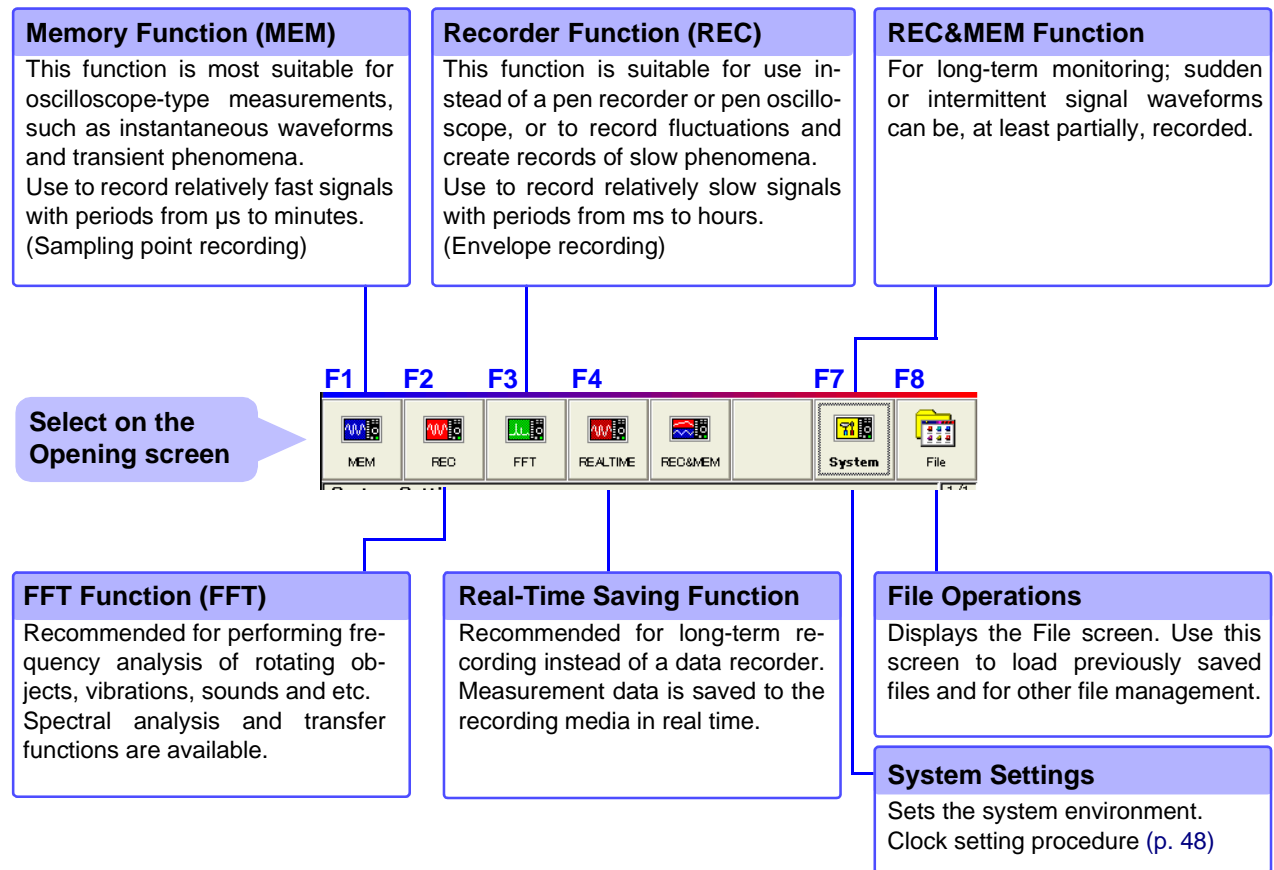 Memory Function (MEM)
This function is most suitable for
oscilloscope-type measurements,
such as instantaneous waveforms
and transient phenomena.
Use to record relatively fast signals
with periods from µs to minutes.
(Sampling point recording)
Recorder Function (REC)
This function is suitable for use in-
stead of a pen recorder or pen oscillo-
scope, or to record fluctuations and
create records of slow phenomena.
Use to record relatively slow signals
with periods from ms to hours.
(Envelope recording)
REC&MEM Function
For long-term monitoring; sudden
or intermittent signal waveforms
can be, at least partially, recorded.
F1 F2 F3 F4 F7 F8
Select on the
Opening screen
MEM REC FFT REALTIME REC&MEM System File
1/1
FFT Function (FFT)
Recommended for performing fre-
quency analysis of rotating ob-
jects, vibrations, sounds and etc.
Spectral analysis and transfer
functions are available.
Real-Time Saving Function
Recommended for long-term re-
cording instead of a data recorder.
Measurement data is saved to the
recording media in real time.
File Operations
Displays the File screen. Use this
screen to load previously saved
files and for other file management.
System Settings
Sets the system environment.
Clock setting procedure (p. 48)